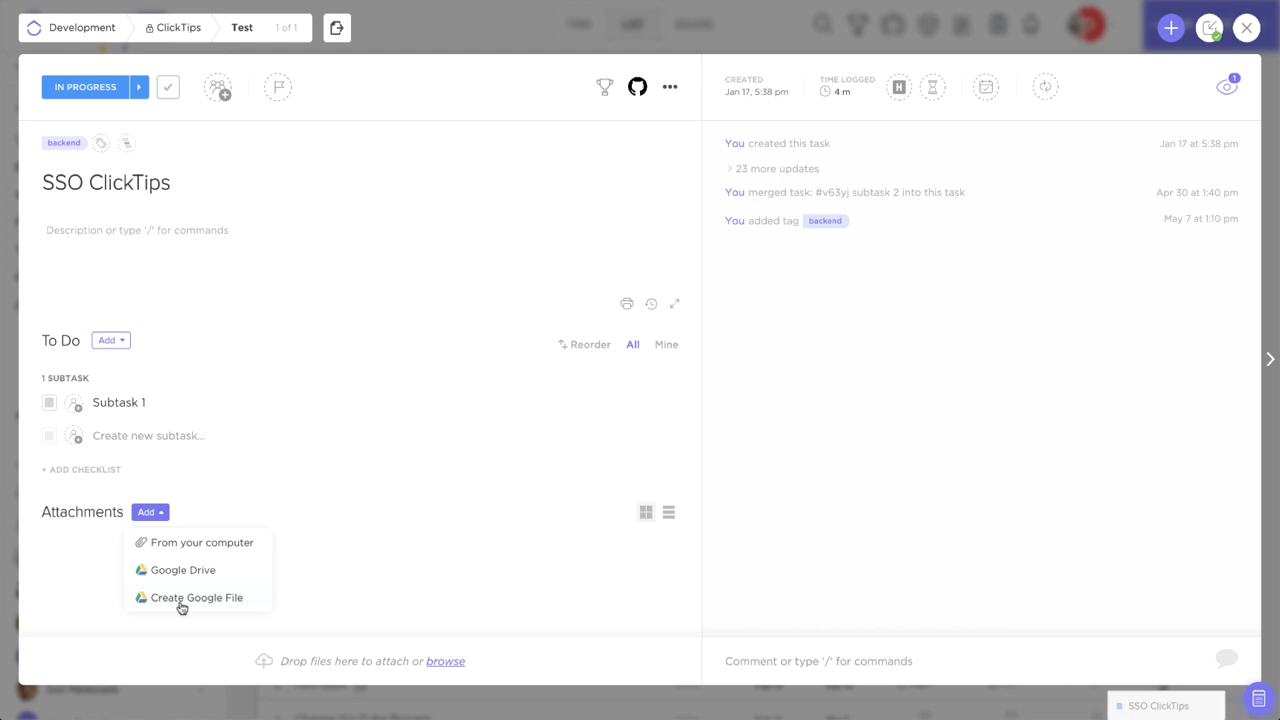 Development ClickTips Test 1 of 1
IN PROGRESS
CREATED
Jan 17, 5:38 pm
TIME LOGGED
4 m
1
backend
SSO ClickTips
Description or type '/' for commands
To Do Add
Reorder All Mine
1 SUBTASK
Subtask 1
Create new subtask...
+ ADD CHECKLIST
Attachments Add
From your computer
Google Drive
Create Google File
Drop files here to attach or browse
You created this task Jan 17 at 5:38 pm
23 more updates
You merged task: #v63yj subtask 2 into this task Apr 30 at 1:40 pm
You added tag backend May 7 at 1:10 pm
Comment or type '/' for commands
SSO ClickTips